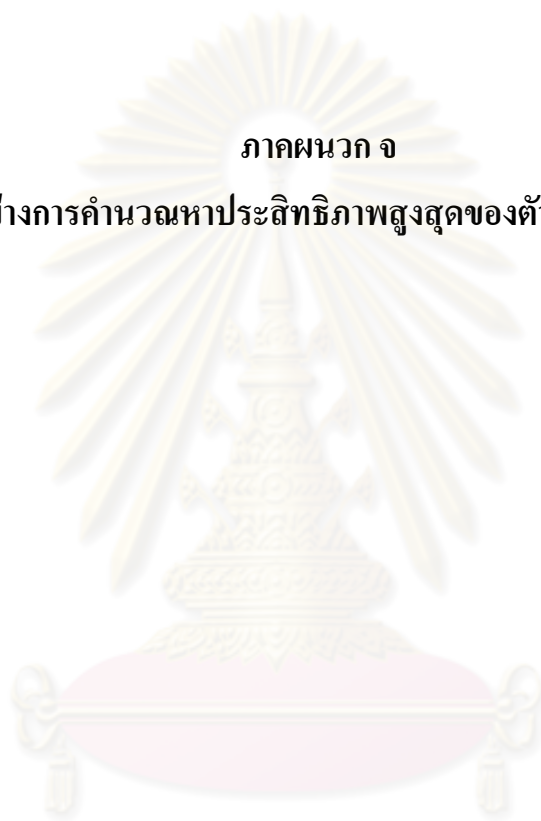 ภาคผนวก จ
างการคำนวณหาประสิทธิภาพสูงสุดของตัว